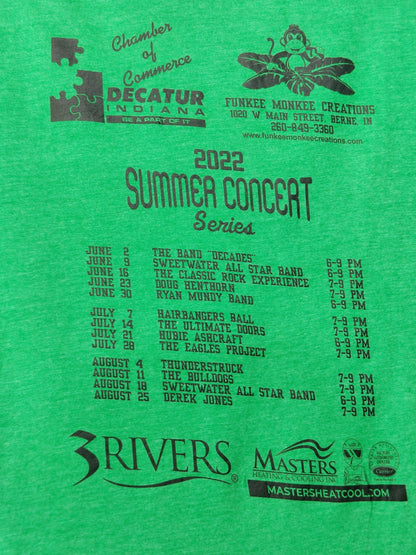 Chamber
of
Commerce
DECATUR
INDIANA
BE A PART OF IT
FUNKEE MONKEE CREATIONS
1020 W MAIN STREET, BERNE, IN
260-849-3360
www.funkeemonkeecreations.com
2022
SUMMER CONCERT
Series
JUNE 2 THE BAND "DECADES" 6-9 PM
JUNE 9 SWEETWATER ALL STAR BAND 7-9 PM
JUNE 16 THE CLASSIC ROCK EXPERIENCE 7-9 PM
JUNE 23 DOUG HENTHORN 7-9 PM
JUNE 30 RYAN MUNDY BAND 6-9 PM
JULY 7 HAIRBANGERS BALL 7-9 PM
JULY 14 THE ULTIMATE DOORS 7-9 PM
JULY 21 HUBIE ASHCRAFT 6-9 PM
JULY 28 THE EAGLES PROJECT 7-9 PM
AUGUST 4 THUNDERSTRUCK 7-9 PM
AUGUST 11 THE BULLDOGS 7-9 PM
AUGUST 18 SWEETWATER ALL STAR BAND 6-9 PM
AUGUST 25 DEREK JONES 7-9 PM
3RIVERS®
MASTERS
HEATING & COOLING INC
MASTERSHEATCOOL.COM